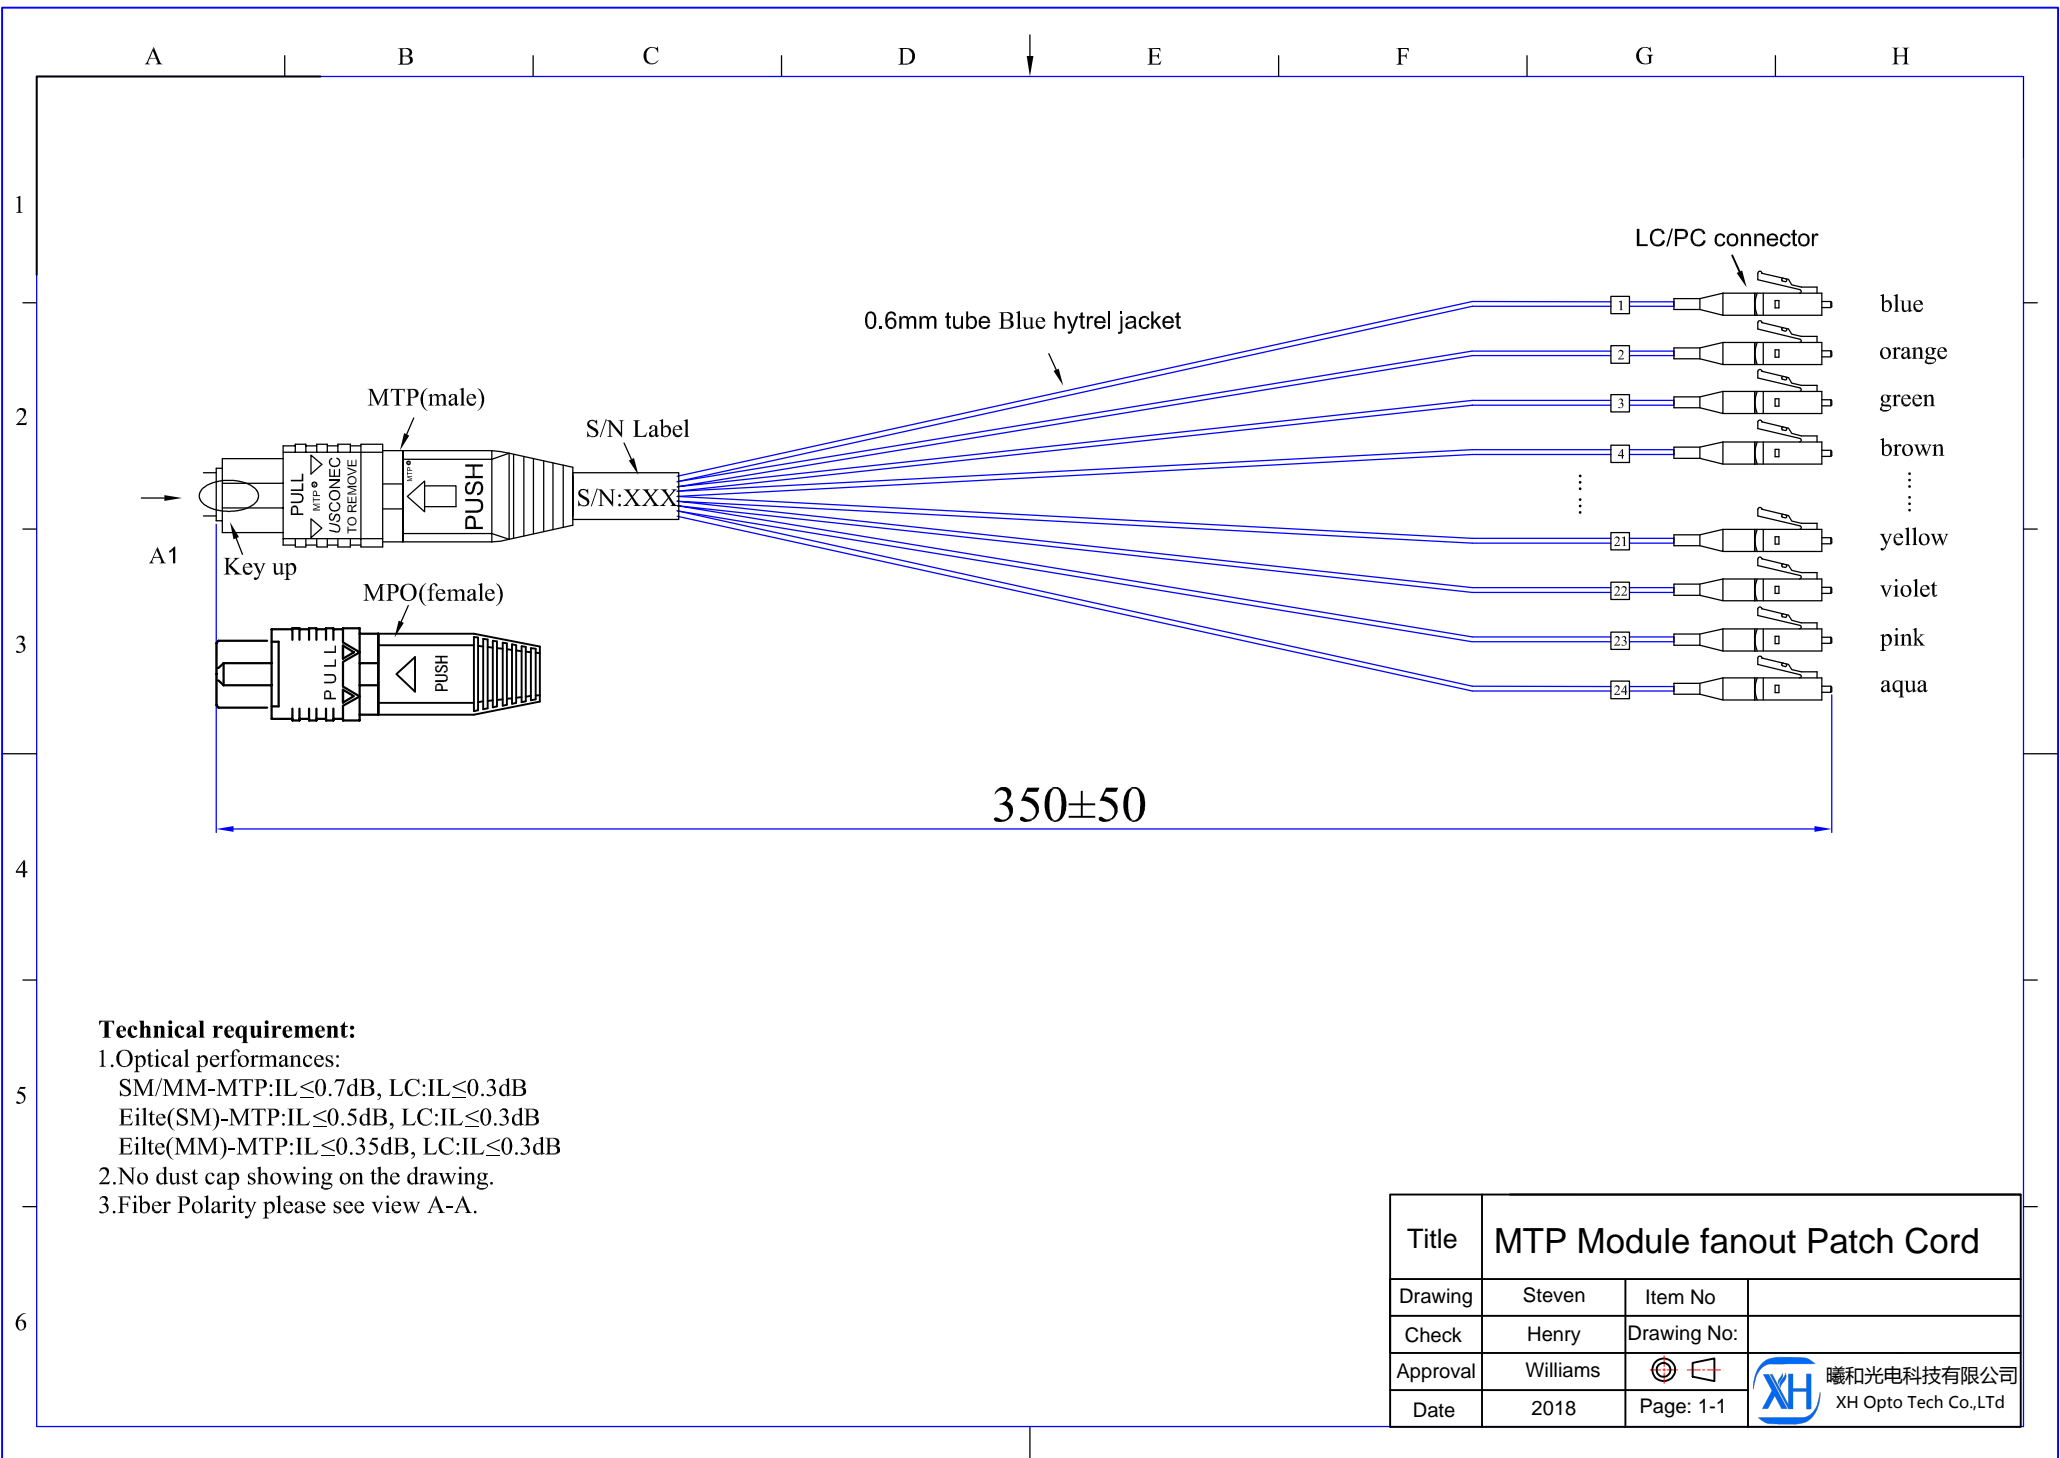 A B C D E F G H
1
2
3
4
5
6
LC/PC connector
0.6mm tube Blue hytrel jacket
MTP(male)
S/N Label
S/N:XXX
PULL
MTP®
USCONEC
TO REMOVE
MTP®
PUSH
A1
Key up
MPO(female)
PULL
PUSH
1 blue
2 orange
3 green
4 brown
21 yellow
22 violet
23 pink
24 aqua
350±50
Technical requirement:
1.Optical performances:
SM/MM-MTP:IL≤0.7dB, LC:IL≤0.3dB
Eilte(SM)-MTP:IL≤0.5dB, LC:IL≤0.3dB
Eilte(MM)-MTP:IL≤0.35dB, LC:IL≤0.3dB
2.No dust cap showing on the drawing.
3.Fiber Polarity please see view A-A.
Title MTP Module fanout Patch Cord
Drawing Steven Item No
Check Henry Drawing No:
Approval Williams
Date 2018 Page: 1-1
XH
曦和光电科技有限公司
XH Opto Tech Co.,LTd